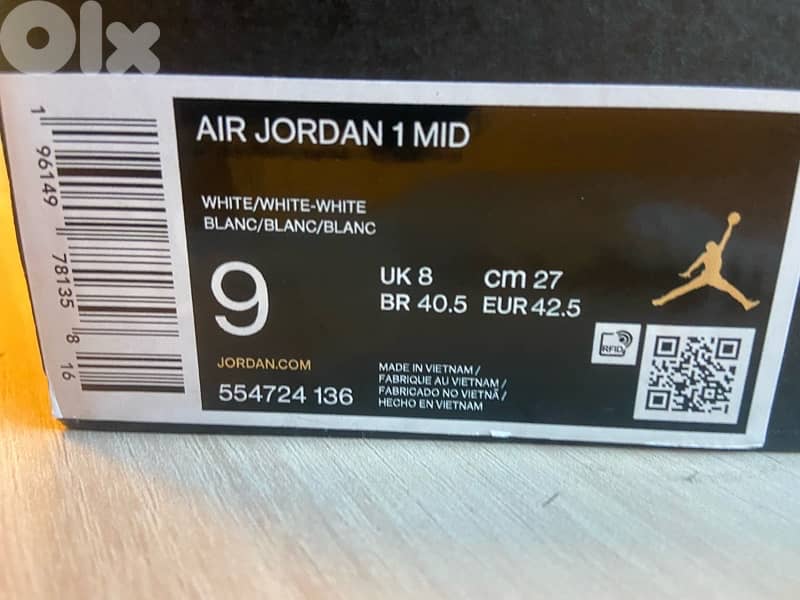 Olx
AIR JORDAN 1 MID
WHITE/WHITE-WHITE
BLANC/BLANC/BLANC
9
UK 8 cm 27
BR 40.5 EUR 42.5
RFID
JORDAN.COM
554724 136
MADE IN VIETNAM/
FABRIQUE AU VIETNAM/
FABRICADO NO VIETNÃ/
HECHO EN VIETNAM
1 96149 78135 8 16